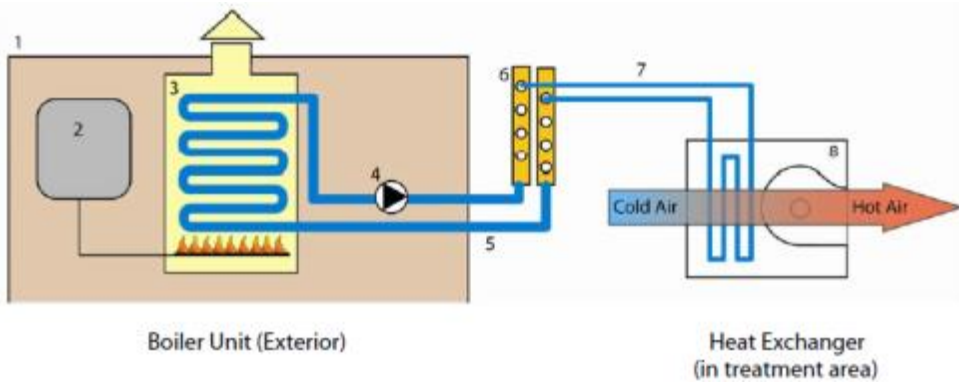 1
2
3
4
5
6
7
8
Cold Air
Hot Air
Boiler Unit (Exterior)
Heat Exchanger
(in treatment area)